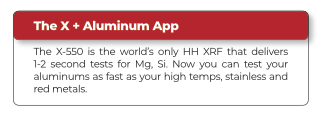 The X + Aluminum App
The X-550 is the world's only HH XRF that delivers
1-2 second tests for Mg, Si. Now you can test your
aluminums as fast as your high temps, stainless and
red metals.